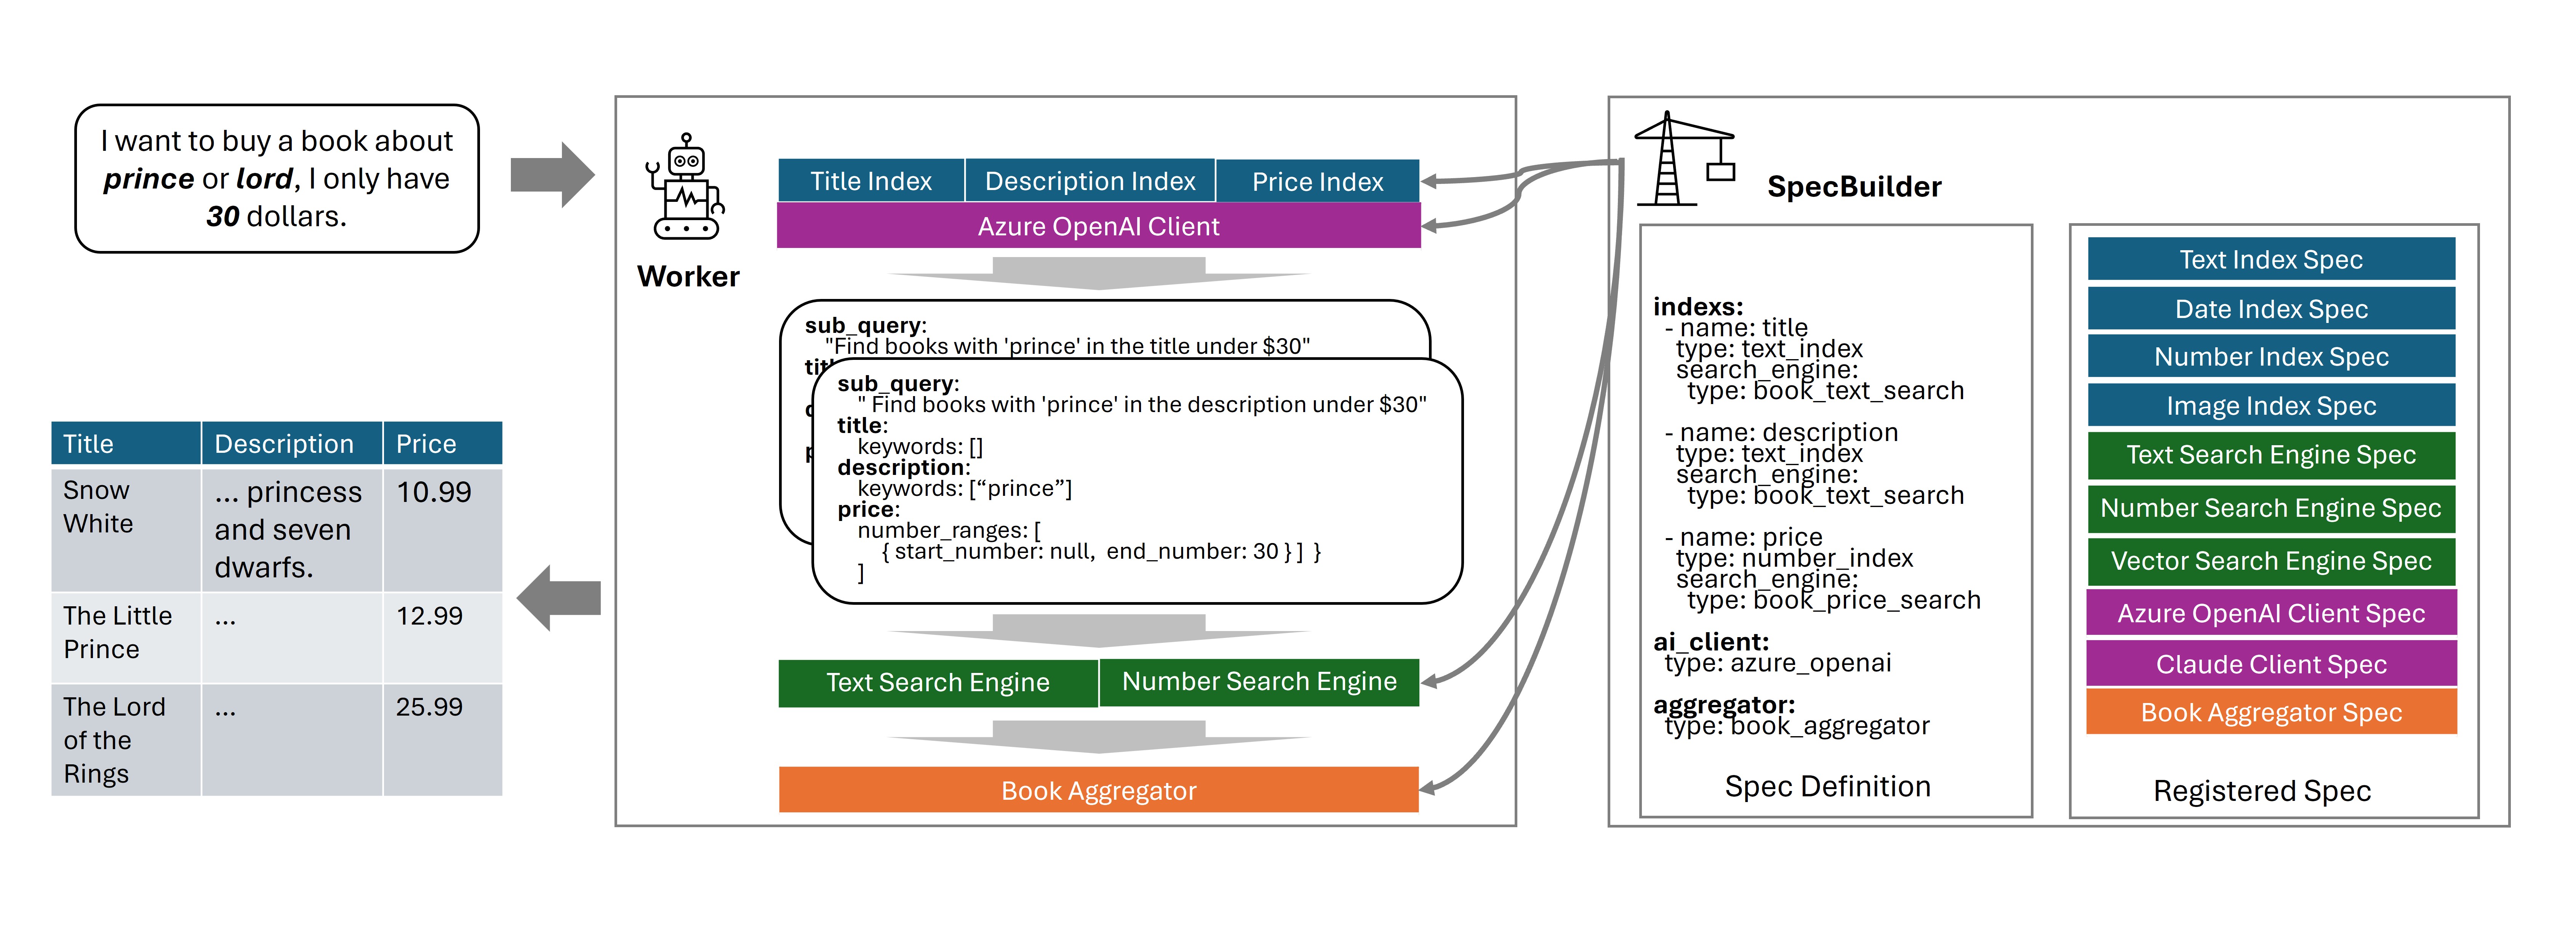 I want to buy a book about
prince or lord, I only have
30 dollars.
Title Description Price
Snow White ... princess and seven dwarfs. 10.99
The Little Prince ... 12.99
The Lord of the Rings ... 25.99
Worker
Title Index Description Index Price Index
Azure OpenAI Client
sub_query:
"Find books with 'prince' in the title under $30"
sub_query:
" Find books with 'prince' in the description under $30"
title:
keywords: []
description:
keywords: [“prince”]
price:
number_ranges: [
{ start_number: null, end_number: 30 } ] }
]
Text Search Engine Number Search Engine
Book Aggregator
SpecBuilder
indexs:
- name: title
type: text_index
search_engine:
type: book_text_search
- name: description
type: text_index
search_engine:
type: book_text_search
- name: price
type: number_index
search_engine:
type: book_price_search
ai_client:
type: azure_openai
aggregator:
type: book_aggregator
Spec Definition
Text Index Spec
Date Index Spec
Number Index Spec
Image Index Spec
Text Search Engine Spec
Number Search Engine Spec
Vector Search Engine Spec
Azure OpenAI Client Spec
Claude Client Spec
Book Aggregator Spec
Registered Spec